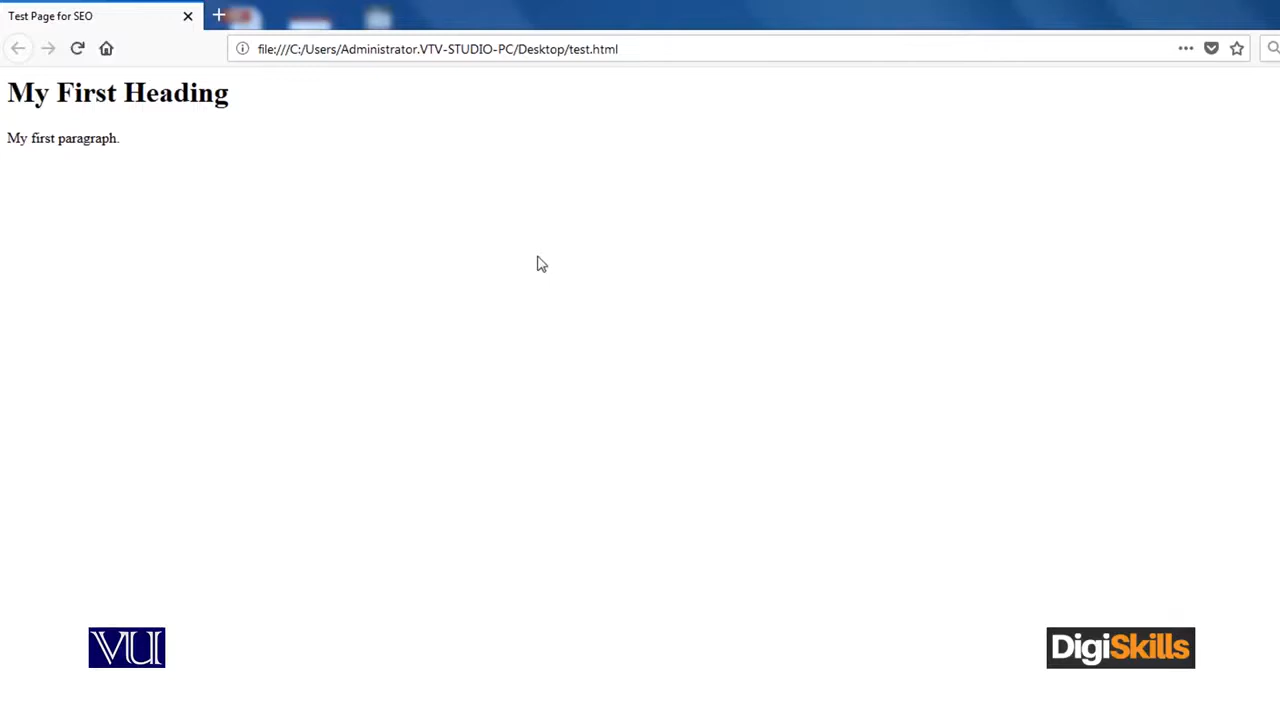 Test Page for SEO
file:///C:/Users/Administrator.VTV-STUDIO-PC/Desktop/test.html
My First Heading
My first paragraph.
VU
DigiSkills